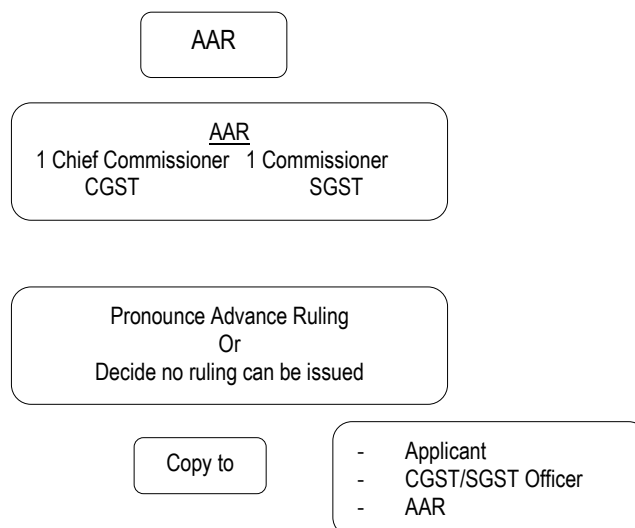 AAR
AAR
1 Chief Commissioner 1 Commissioner
CGST SGST
Pronounce Advance Ruling
Or
Decide no ruling can be issued
Copy to
- Applicant
- CGST/SGST Officer
- AAR